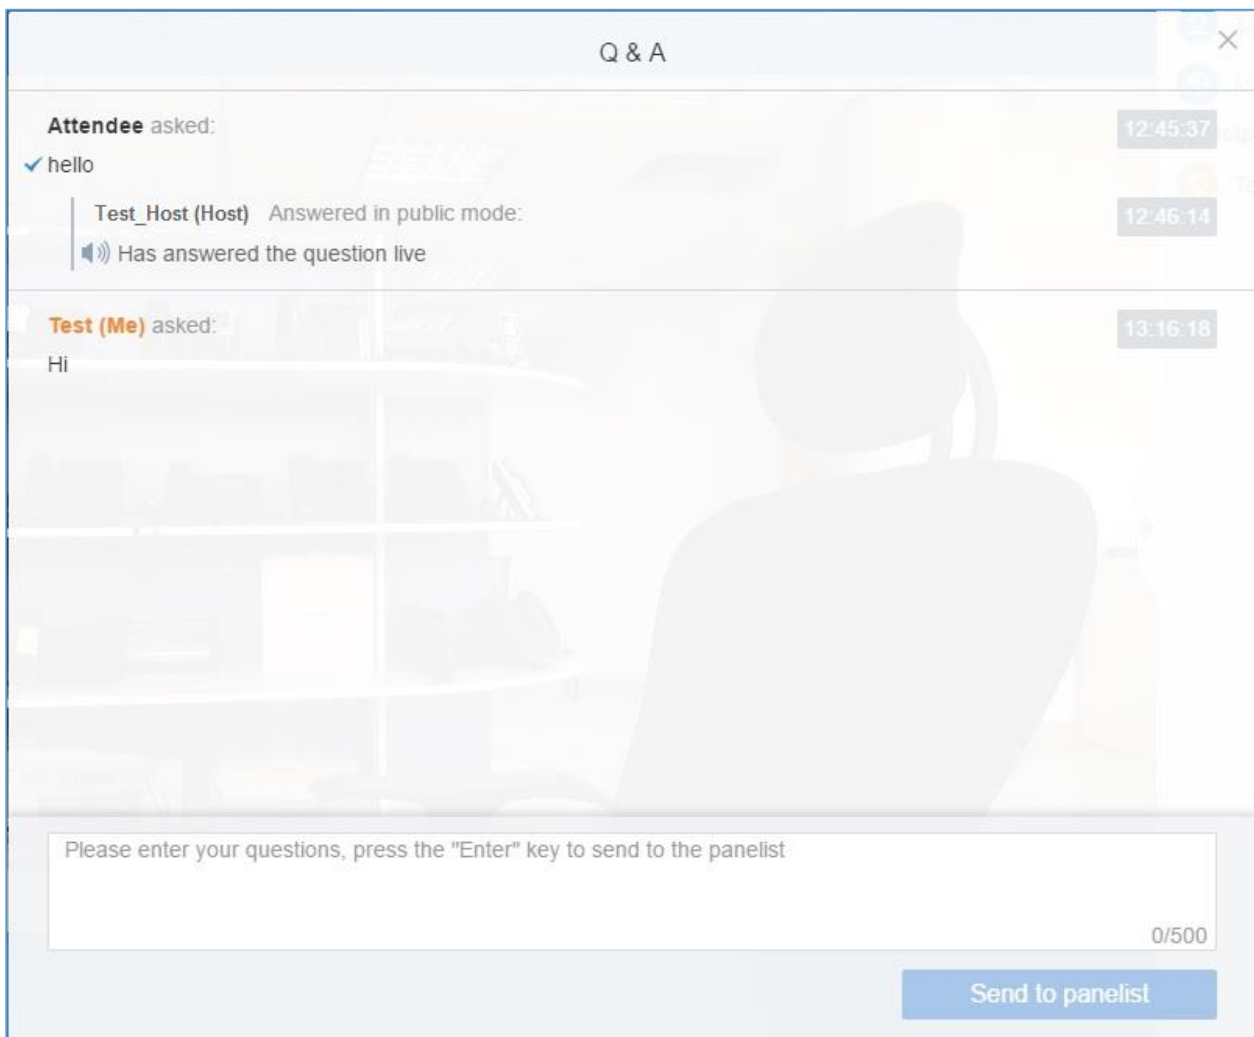 Q & A
Attendee asked:
12:45:37
hello
Test_Host (Host) Answered in public mode:
12:46:14
Has answered the question live
Test (Me) asked:
13:16:18
Hi
Please enter your questions, press the "Enter" key to send to the panelist
0/500
Send to panelist